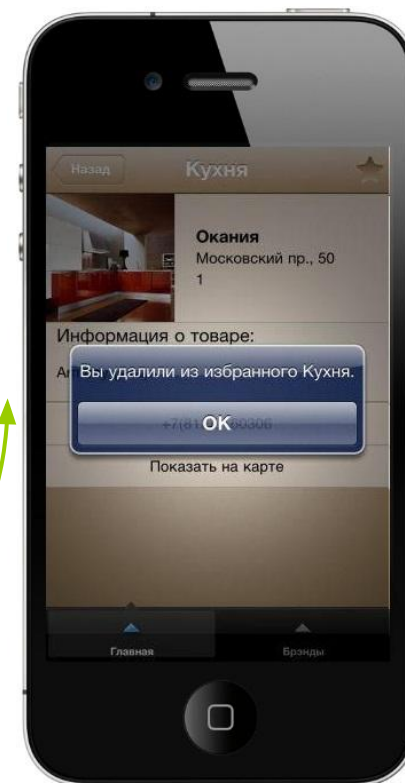 Назад
Кухня
Окания
Московский пр., 50
1
Информация о товаре:
Вы удалили из избранного Кухня.
OK
Показать на карте
Главная
Брэнды